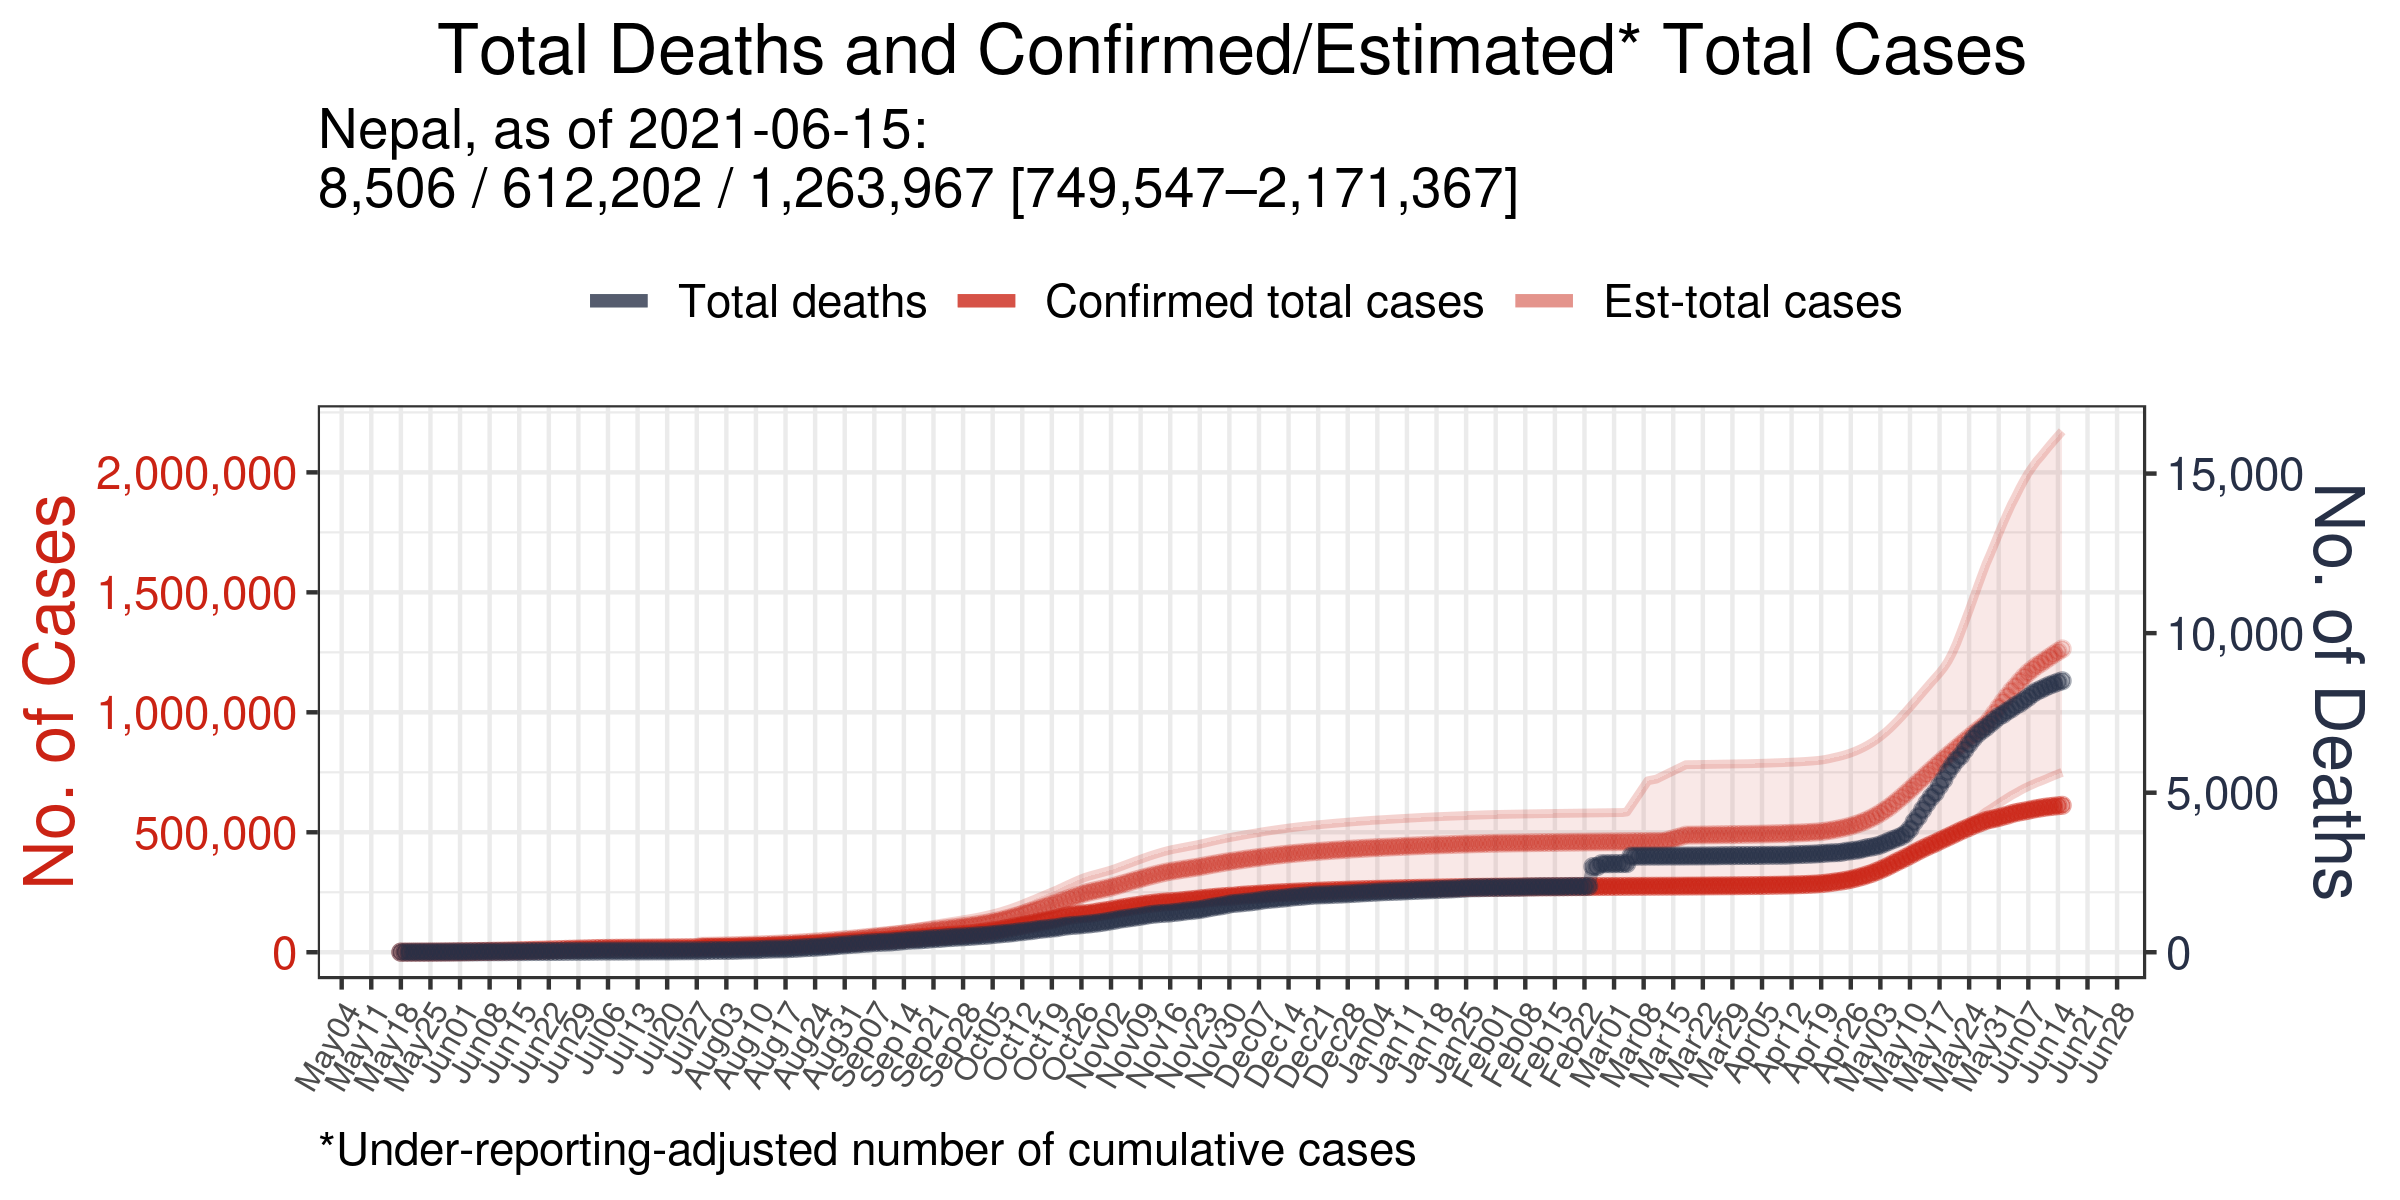 Total Deaths and Confirmed/Estimated* Total Cases
Nepal, as of 2021-06-15:
8,506 / 612,202 / 1,263,967 [749,547–2,171,367]
Total deaths
Confirmed total cases
Est-total cases
No. of Cases
2,000,000
1,500,000
1,000,000
500,000
0
15,000
10,000
5,000
0
No. of Deaths
May04
May11
May18
May25
Jun01
Jun08
Jun15
Jun22
Jun29
Jul06
Jul13
Jul20
Jul27
Aug03
Aug10
Aug17
Aug24
Aug31
Sep07
Sep14
Sep21
Sep28
Oct05
Oct12
Oct19
Oct26
Nov02
Nov09
Nov16
Nov23
Nov30
Dec07
Dec14
Dec21
Dec28
Jan04
Jan11
Jan18
Jan25
Feb01
Feb08
Feb15
Feb22
Mar01
Mar08
Mar15
Mar22
Mar29
Apr05
Apr12
Apr19
Apr26
May03
May10
May17
May24
May31
Jun07
Jun14
Jun21
Jun28
*Under-reporting-adjusted number of cumulative cases